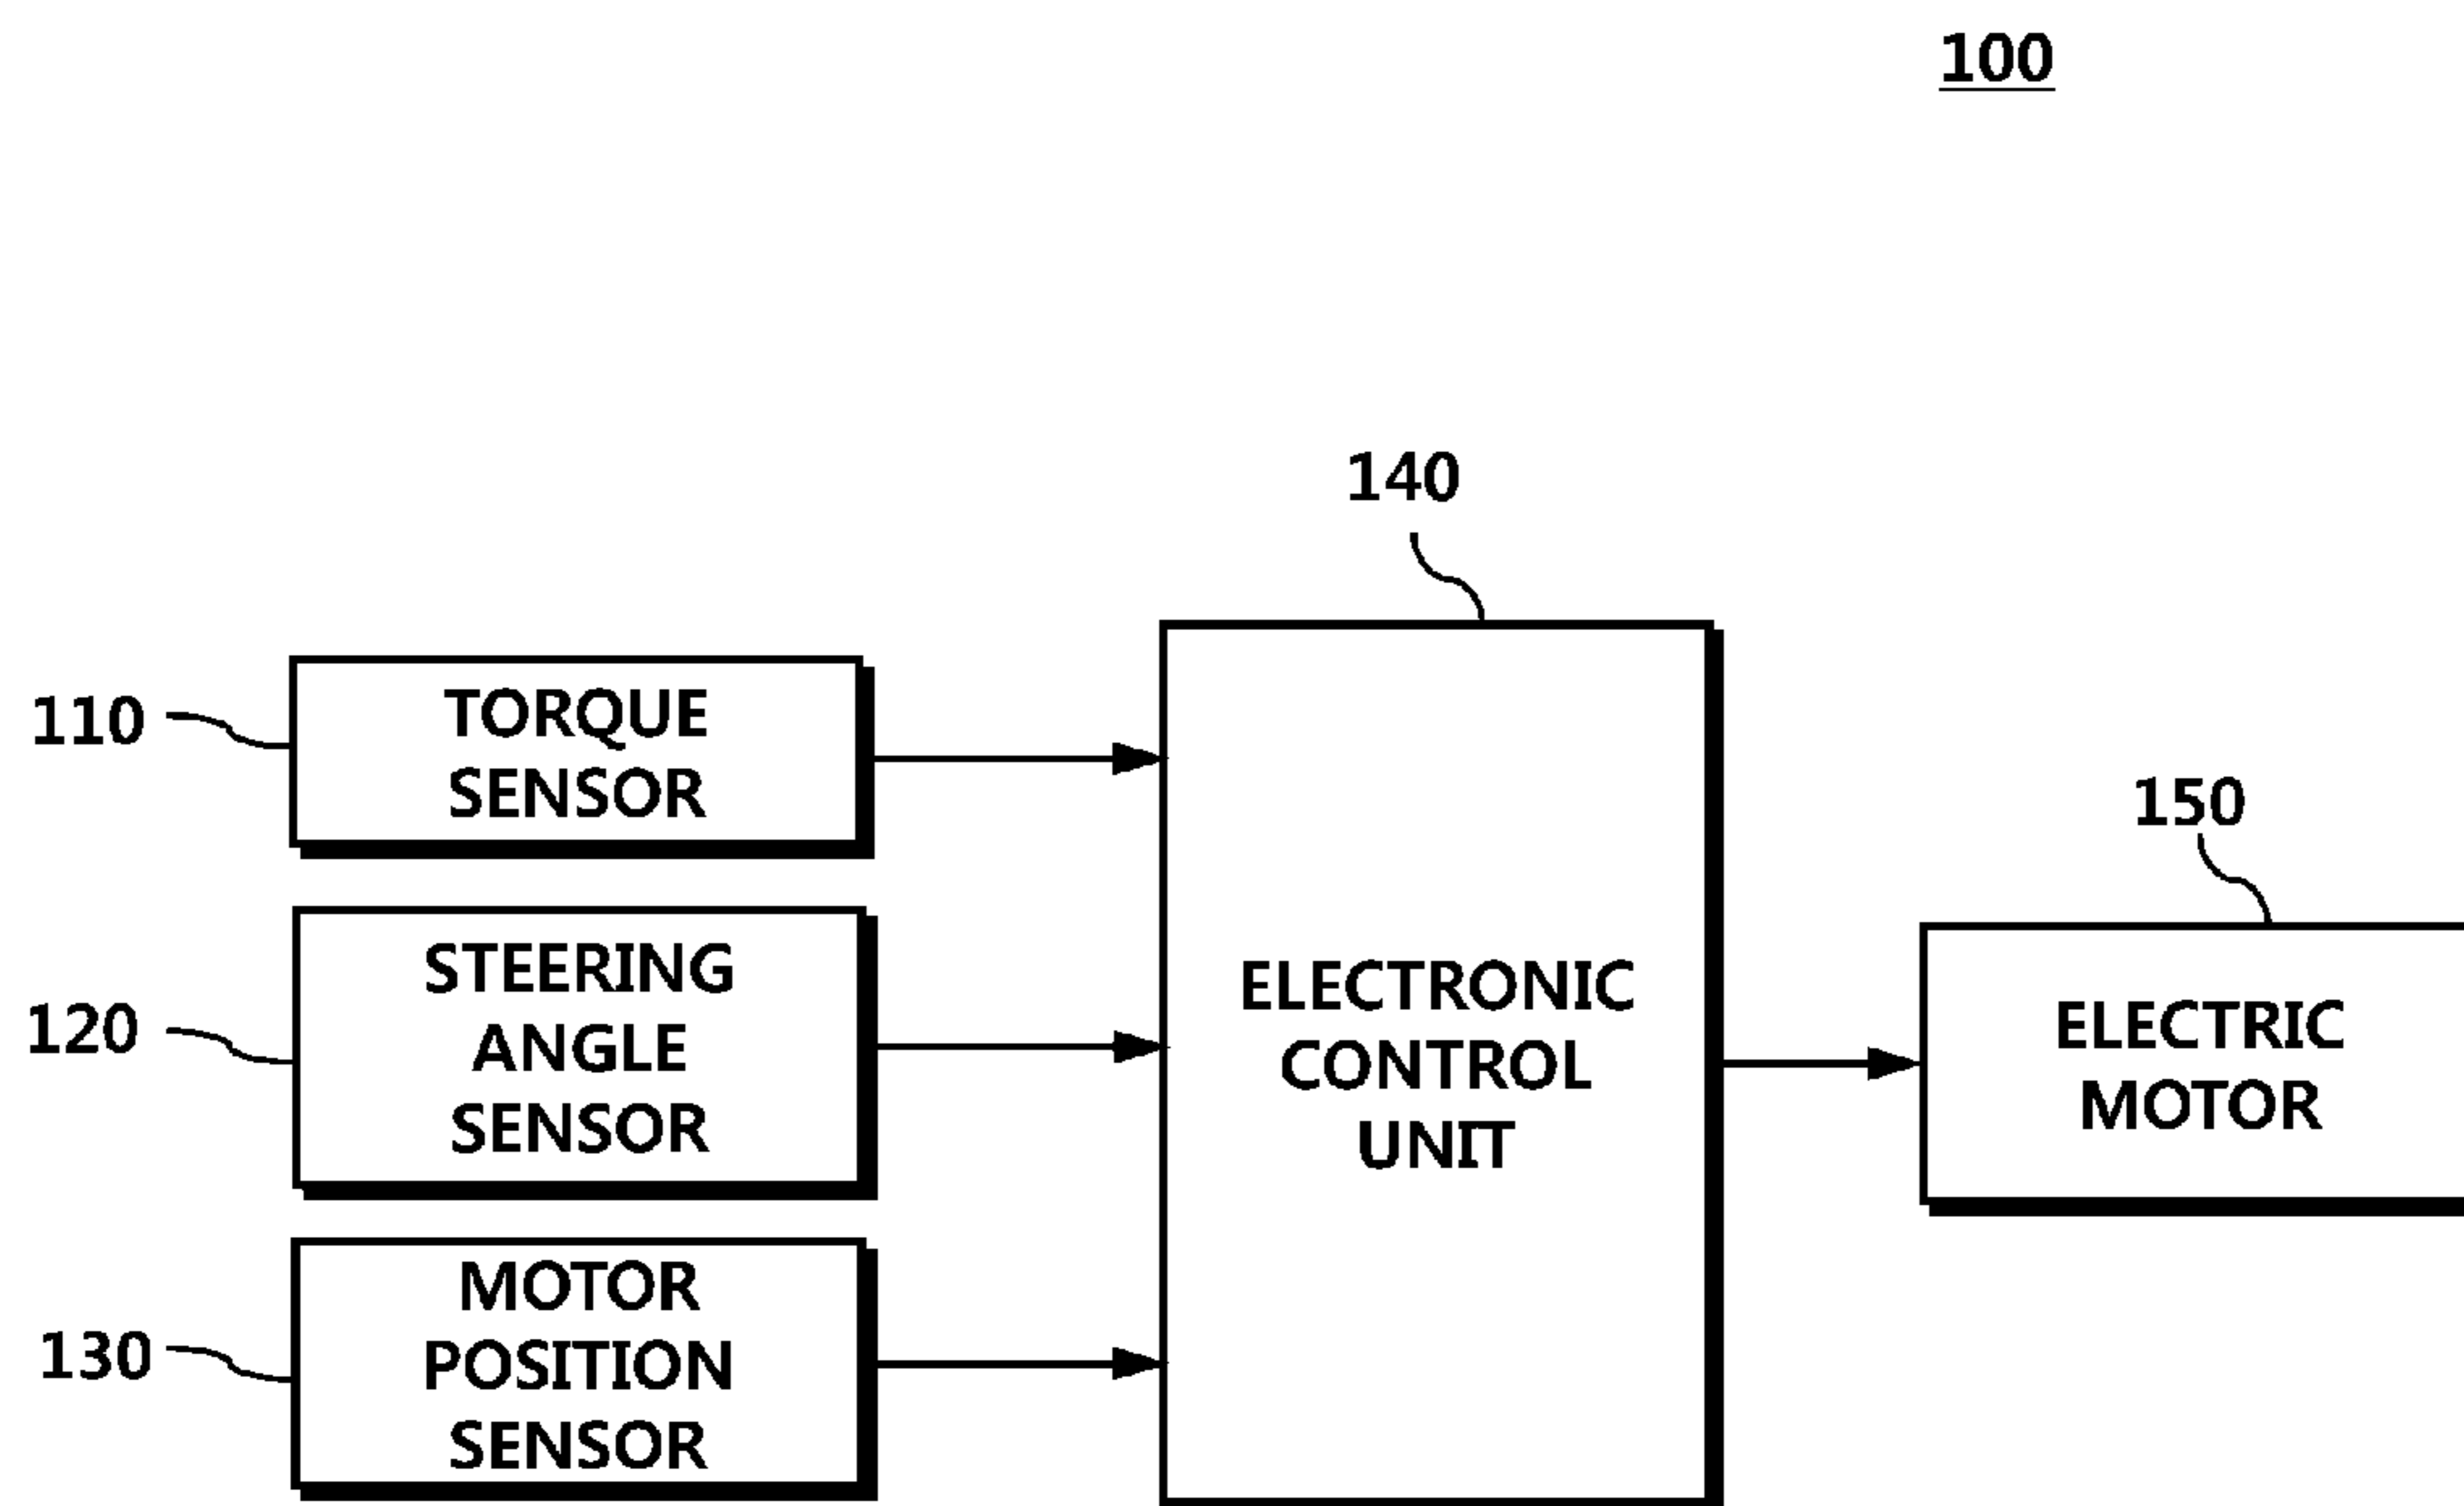 100
140
110
TORQUE
SENSOR
150
120
STEERING
ANGLE
SENSOR
ELECTRONIC
CONTROL
UNIT
ELECTRIC
MOTOR
130
MOTOR
POSITION
SENSOR